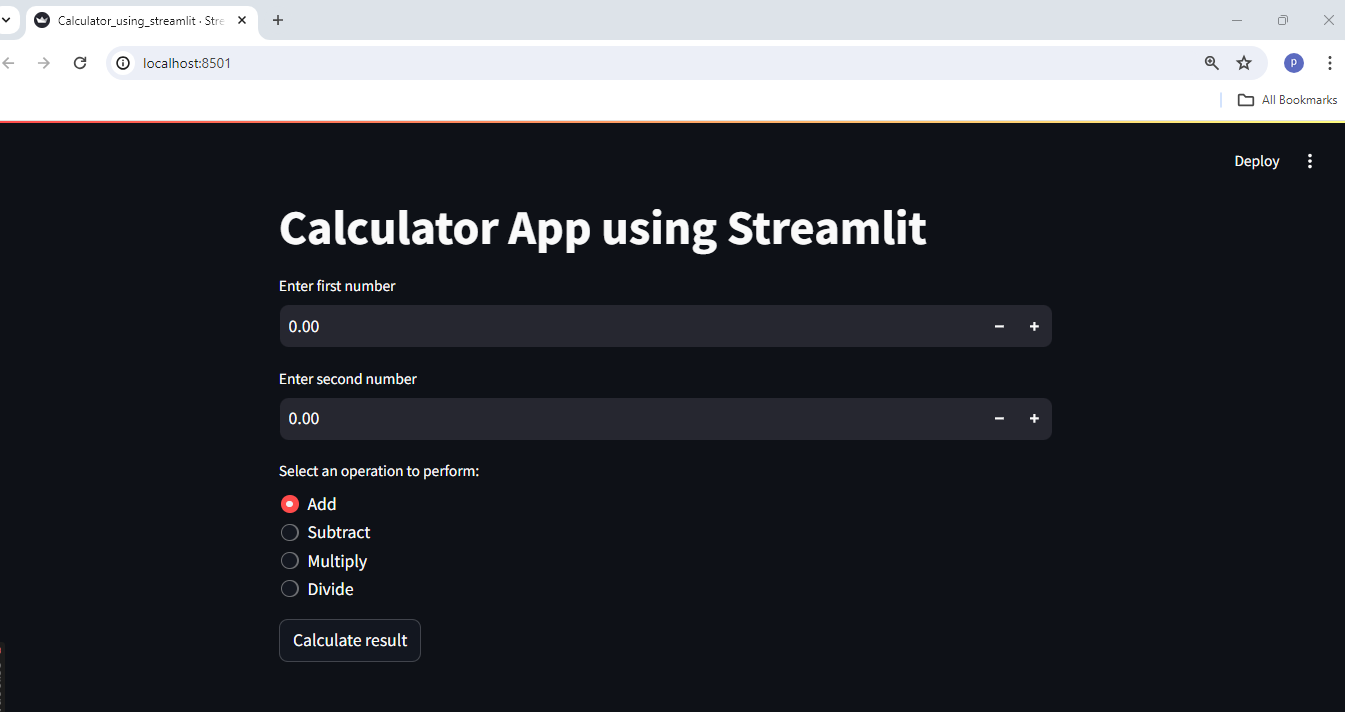 Calculator_using_streamlit · Stre
localhost:8501
P
All Bookmarks
Deploy
Calculator App using Streamlit
Enter first number
0.00
Enter second number
0.00
Select an operation to perform:
Add
Subtract
Multiply
Divide
Calculate result